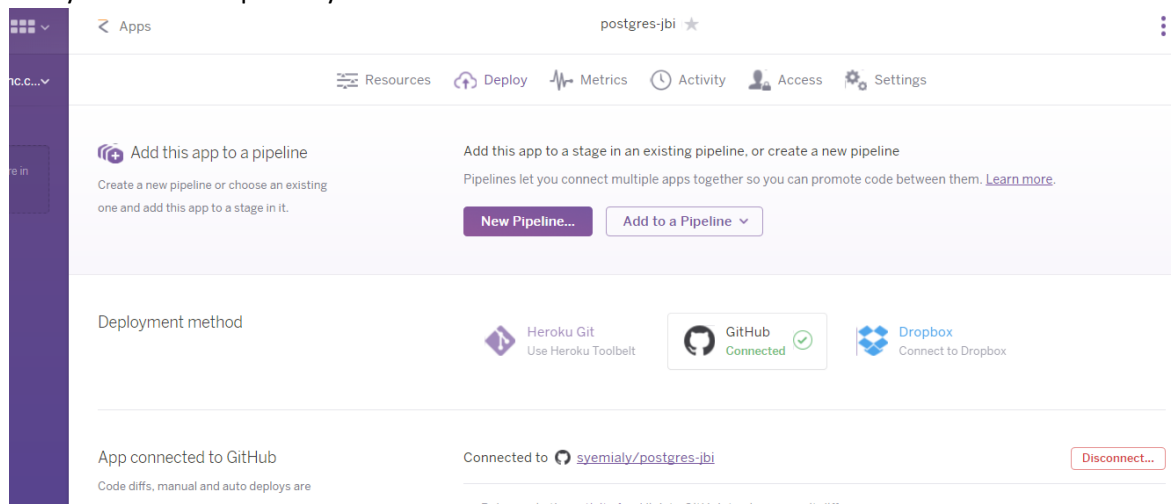 Apps
postgres-jbi
Resources Deploy Metrics Activity Access Settings
Add this app to a pipeline
Create a new pipeline or choose an existing
one and add this app to a stage in it.
Add this app to a stage in an existing pipeline, or create a new pipeline
Pipelines let you connect multiple apps together so you can promote code between them. Learn more.
New Pipeline...
Add to a Pipeline
Deployment method
Heroku Git
Use Heroku Toolbelt
GitHub
Connected
Dropbox
Connect to Dropbox
App connected to GitHub
Code diffs, manual and auto deploys are
Connected to syemialy/postgres-jbi
Disconnect...